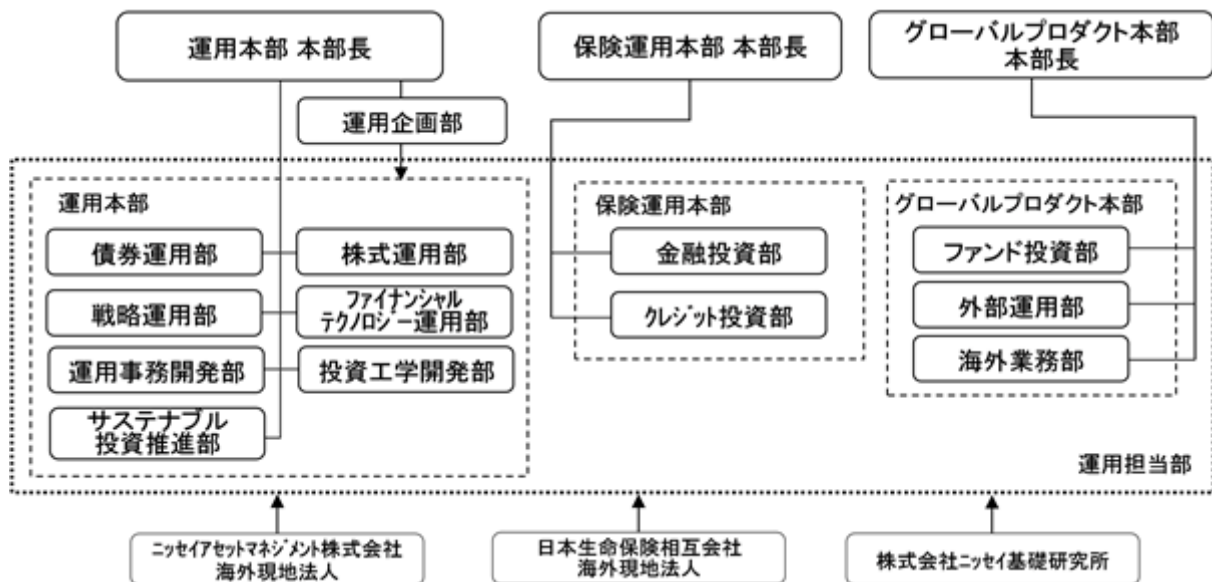 運用本部 本部長
保険運用本部 本部長
グローバルプロダクト本部
本部長
運用企画部
運用本部
債券運用部
株式運用部
戦略運用部
ファイナンシャル
テクノロジー運用部
運用事務開発部
投資工学開発部
サステナブル
投資推進部
保険運用本部
金融投資部
クレジット投資部
グローバルプロダクト本部
ファンド投資部
外部運用部
海外業務部
運用担当部
ニッセイアセットマネジメント株式会社
海外現地法人
日本生命保険相互会社
海外現地法人
株式会社ニッセイ基礎研究所